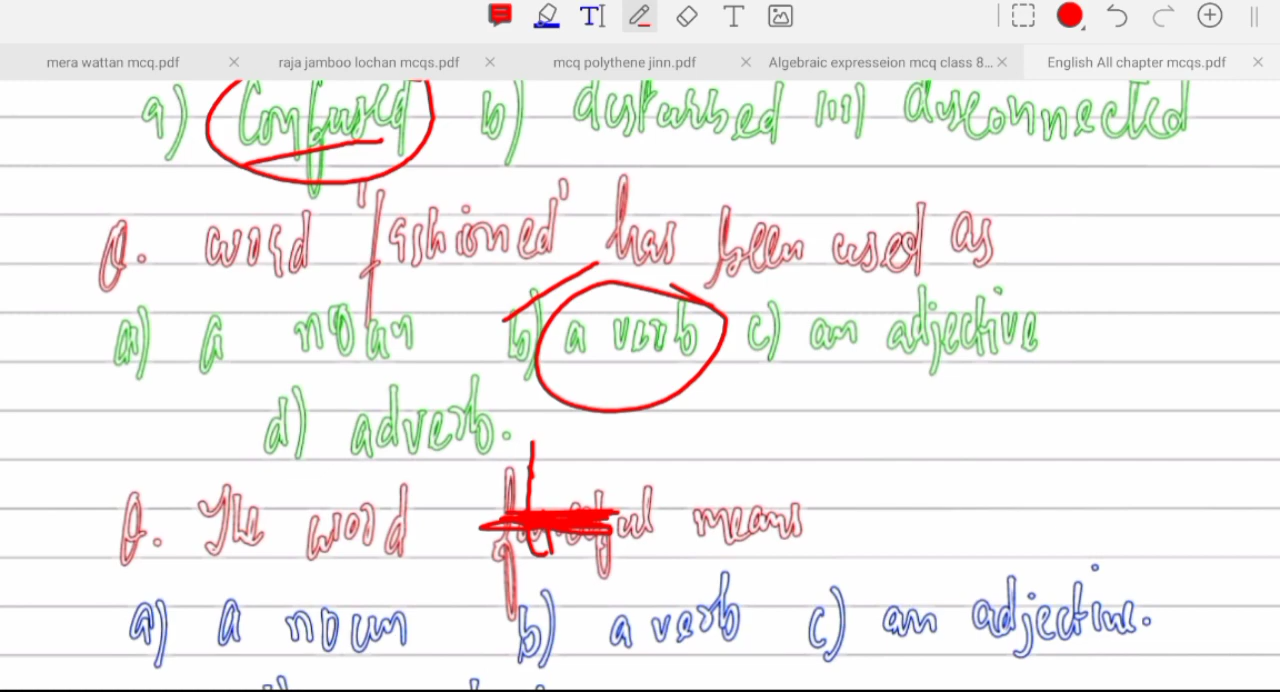 mera wattan mcq.pdf
raja jamboo lochan mcqs.pdf
mcq polythene jinn.pdf
Algebraic expresseion mcq class 8...
English All chapter mcqs.pdf
a) Confused b) disturbed iii) disconnected
Q. word 'fashioned' has been used as
a) a noun b) a verb c) an adjective
d) adverb.
Q. The word means
a) a noun b) a verb c) an adjective.